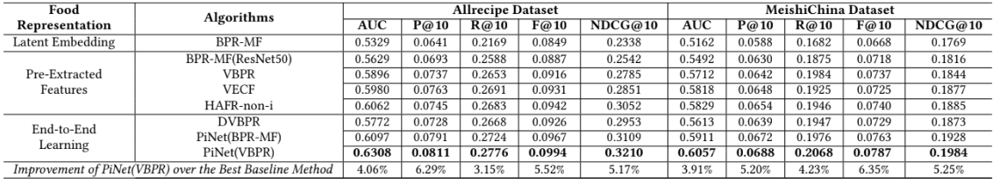 Food Representation Algorithms Allrecipe Dataset MeishiChina Dataset
AUC P@10 R@10 F@10 NDCG@10 AUC P@10 R@10 F@10 NDCG@10
Latent Embedding BPR-MF 0.5329 0.0641 0.2169 0.0849 0.2338 0.5162 0.0588 0.1682 0.0668 0.1769
Pre-Extracted Features BPR-MF(ResNet50) 0.5629 0.0693 0.2588 0.0887 0.2542 0.5492 0.0630 0.1875 0.0718 0.1816
VBPR 0.5896 0.0737 0.2653 0.0916 0.2785 0.5712 0.0642 0.1984 0.0737 0.1844
VECF 0.5980 0.0763 0.2691 0.0931 0.2851 0.5818 0.0648 0.1925 0.0725 0.1877
HAFR-non-i 0.6062 0.0745 0.2683 0.0942 0.3052 0.5829 0.0654 0.1946 0.0740 0.1885
End-to-End Learning DVBPR 0.5772 0.0728 0.2668 0.0926 0.2953 0.5613 0.0639 0.1947 0.0729 0.1873
PiNet(BPR-MF) 0.6097 0.0791 0.2724 0.0967 0.3109 0.5911 0.0672 0.1976 0.0763 0.1928
PiNet(VBPR) 0.6308 0.0811 0.2776 0.0994 0.3210 0.6057 0.0688 0.2068 0.0787 0.1984
Improvement of PiNet(VBPR) over the Best Baseline Method 4.06% 6.29% 3.15% 5.52% 5.17% 3.91% 5.20% 4.23% 6.35% 5.25%